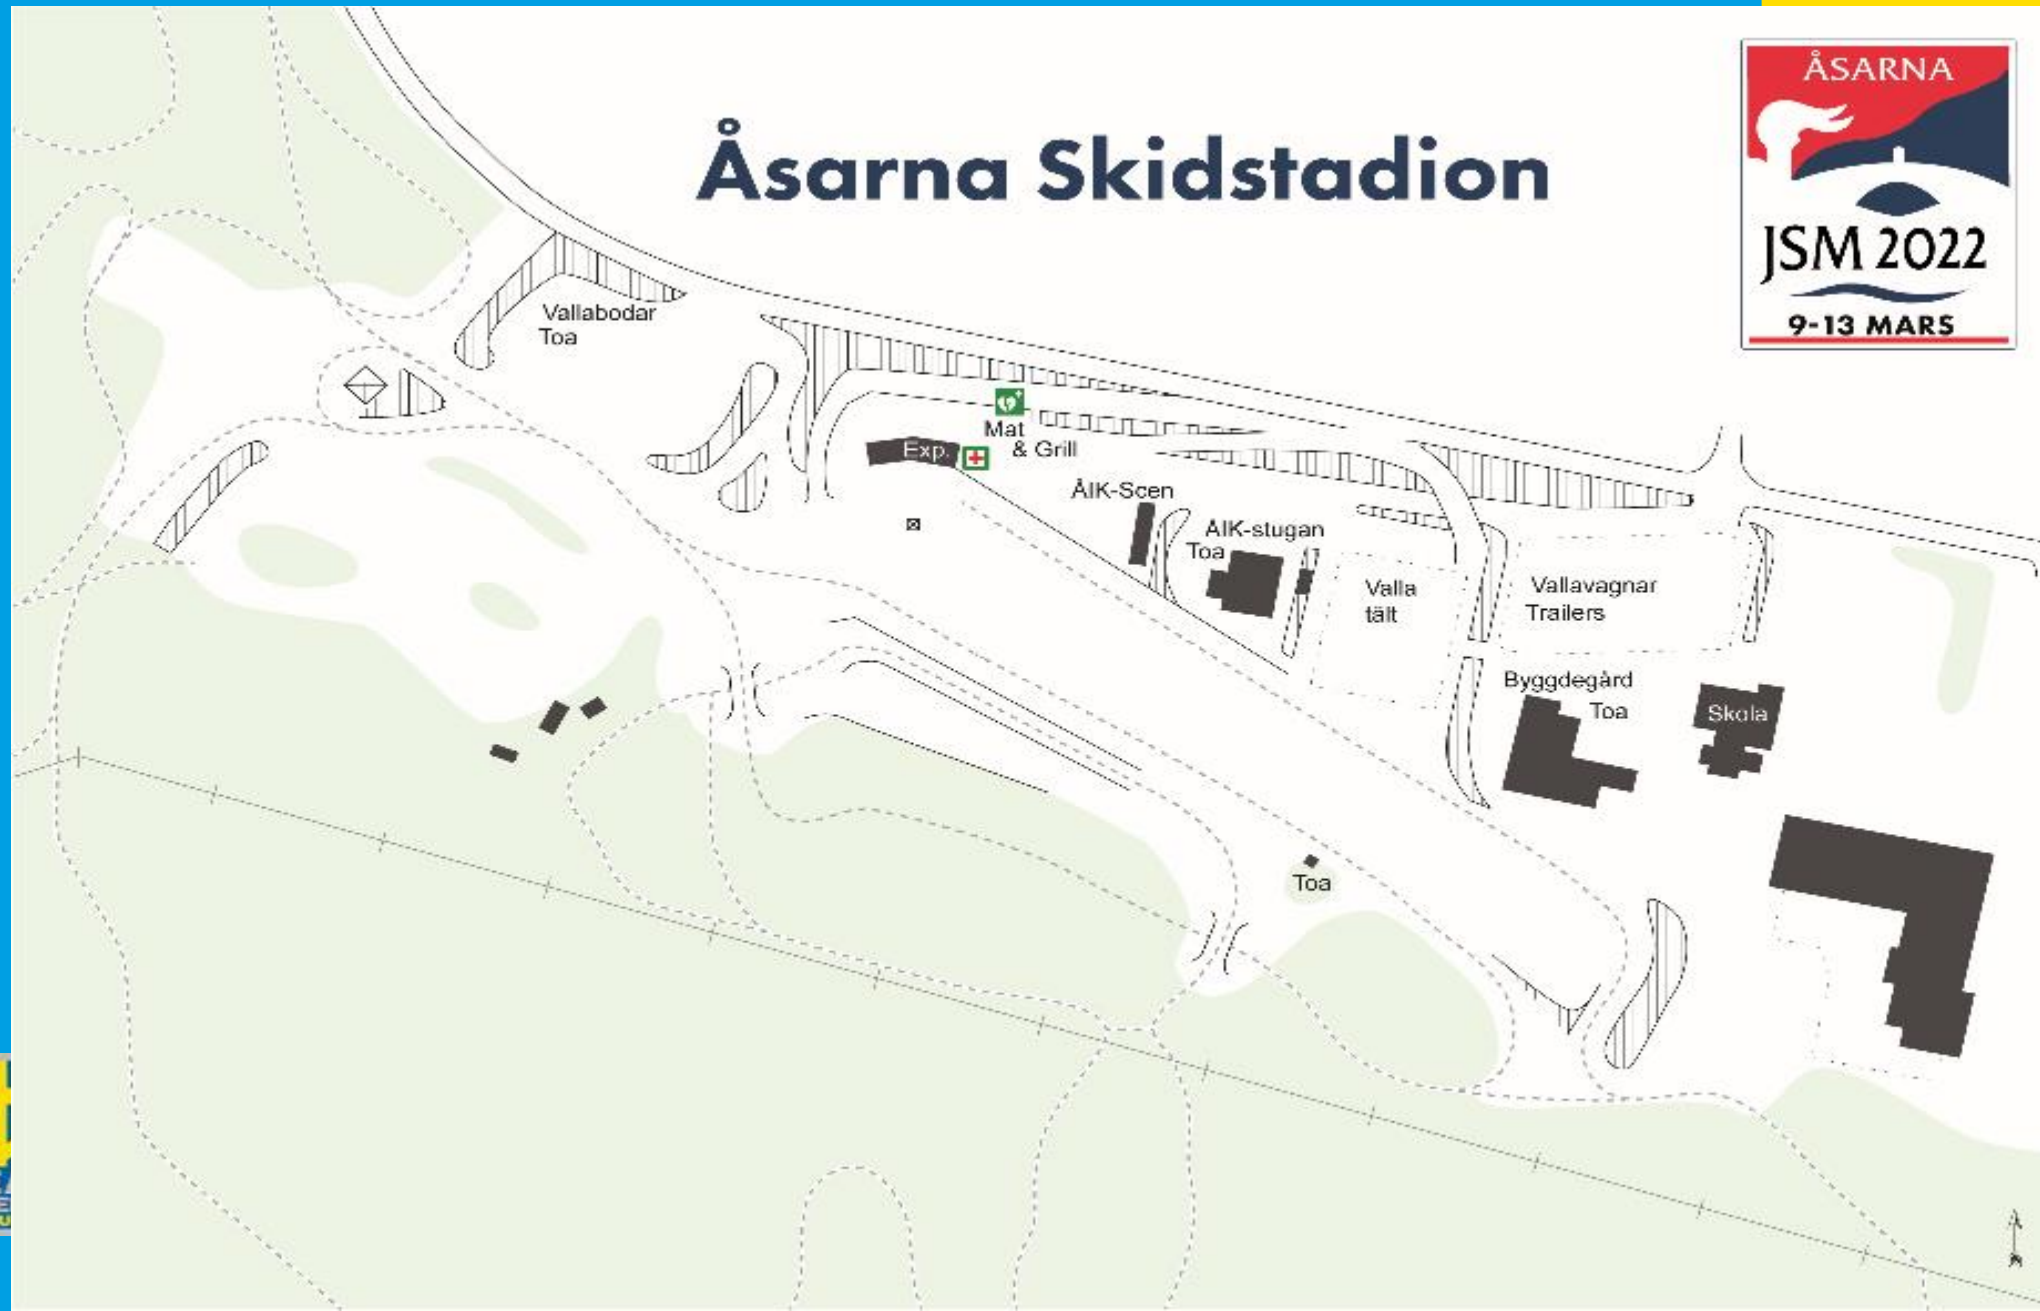 Åsarna Skidstadion
ÅSARNA
JSM 2022
9-13 MARS
Vallabodar
Toa
Mat
& Grill
Exp.
ÅIK-Scen
ÅIK-stugan
Toa
Valla
tält
Vallavagnar
Trailers
Byggdegård
Toa
Skola
Toa